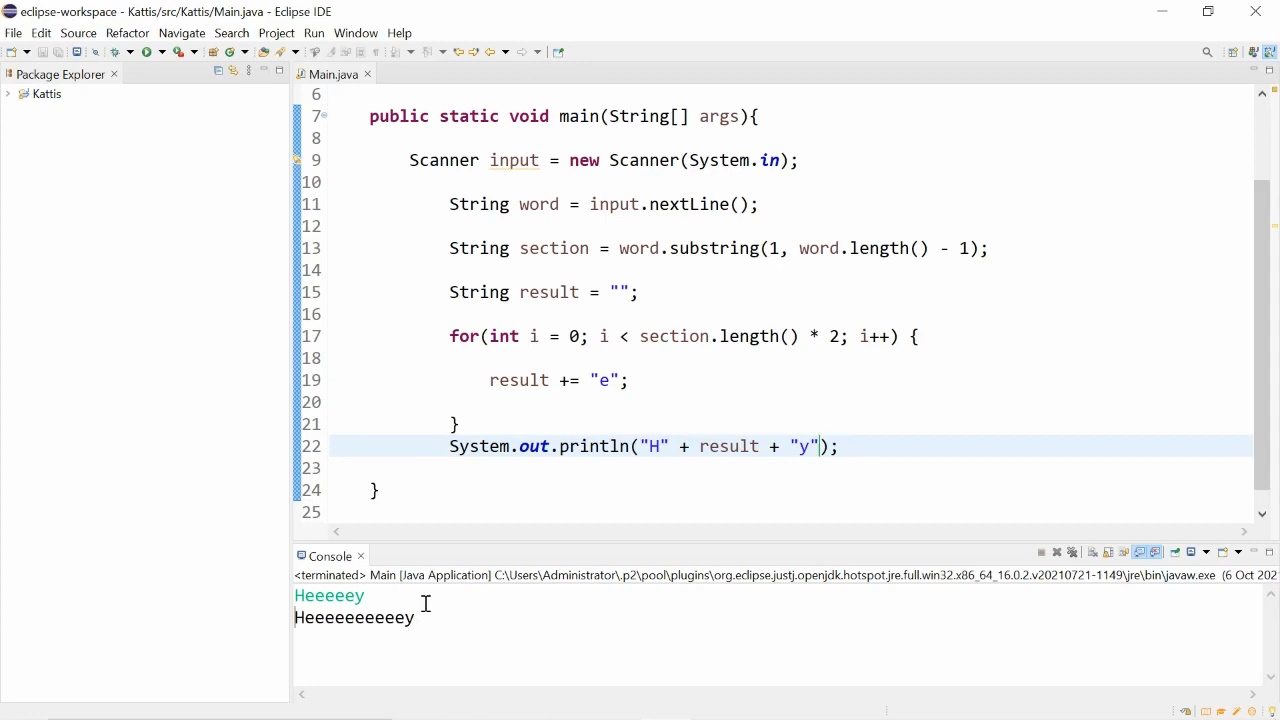 eclipse-workspace - Kattis/src/Kattis/Main.java - Eclipse IDE
File Edit Source Refactor Navigate Search Project Run Window Help
Package Explorer
Main.java
Kattis
6
7 public static void main(String[] args){
8
9 Scanner input = new Scanner(System.in);
10
11 String word = input.nextLine();
12
13 String section = word.substring(1, word.length() - 1);
14
15 String result = "";
16
17 for(int i = 0; i < section.length() * 2; i++) {
18
19 result += "e";
20
21 }
22 System.out.println("H" + result + "y");
23
24 }
25
Console
<terminated> Main [Java Application] C:\Users\Administrator\.p2\pool\plugins\org.eclipse.justj.openjdk.hotspot.jre.full.win32.x86_64_16.0.2.v20210721-1149\jre\bin\javaw.exe (6 Oct 202
Heeeeey
Heeeeeeeeeey